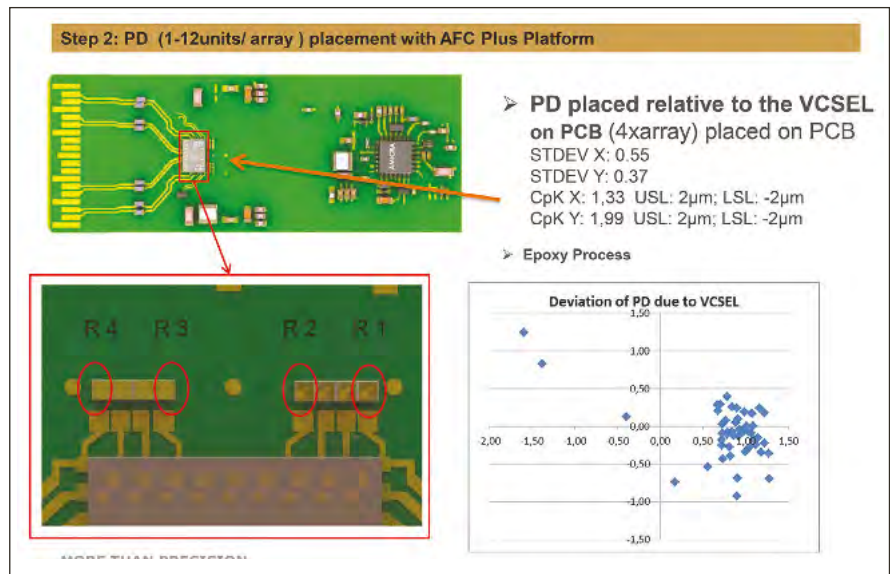 Step 2: PD (1-12units/ array ) placement with AFC Plus Platform
➢ PD placed relative to the VCSEL
on PCB (4xarray) placed on PCB
STDEV X: 0.55
STDEV Y: 0.37
CpK X: 1,33 USL: 2µm; LSL: -2µm
CpK Y: 1,99 USL: 2µm; LSL: -2µm
➢ Epoxy Process
R 4 R 3 R 2 R 1
Deviation of PD due to VCSEL
1,50
1,00
0,50
0,00
-2,00 -1,50 -1,00 -0,50 0,00 0,50 1,00 1,50
-0,50
-1,00
-1,50
MORE THAN PRECISION